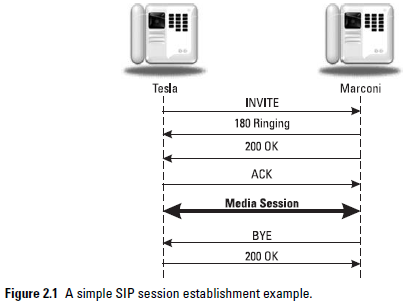 Tesla
Marconi
INVITE
180 Ringing
200 OK
ACK
Media Session
BYE
200 OK
Figure 2.1 A simple SIP session establishment example.